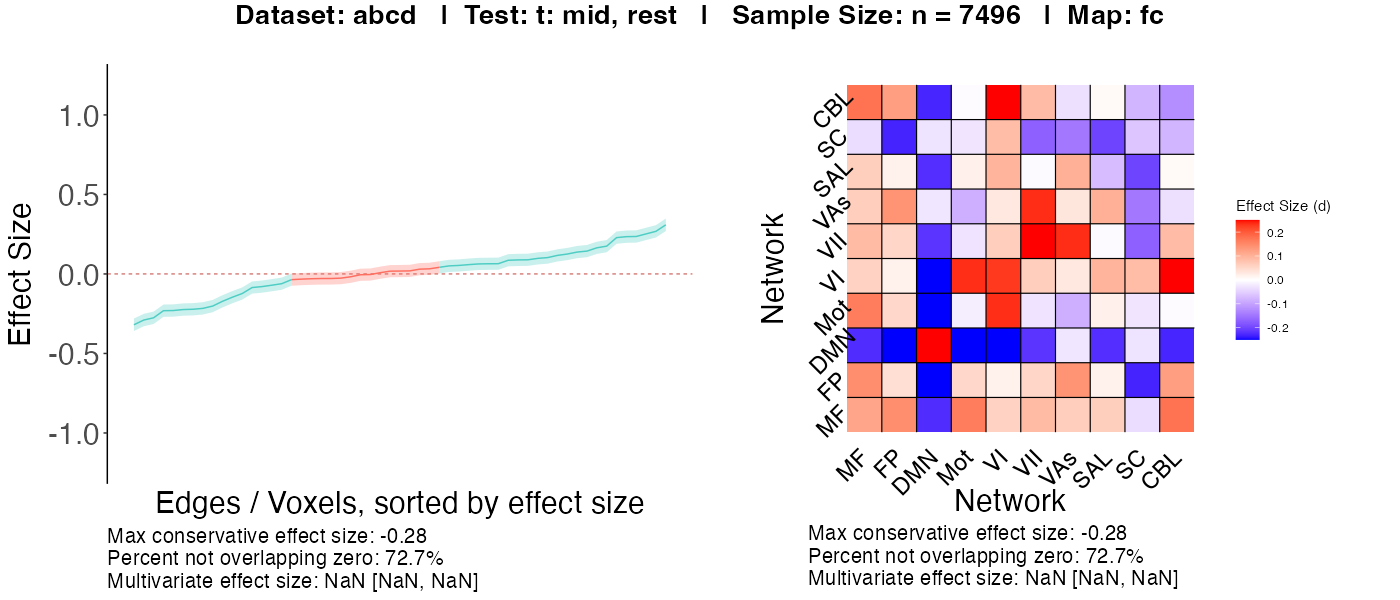 Dataset: abcd   |  Test: t: mid, rest   |   Sample Size: n = 7496   |  Map: fc
1.0
0.5
0.0
-0.5
-1.0
Effect Size
Edges / Voxels, sorted by effect size
Max conservative effect size: -0.28
Percent not overlapping zero: 72.7%
Multivariate effect size: NaN [NaN, NaN]
Network
CBL
SC
SAL
VAs
VII
VI
Mot
DMN
FP
MF
MF FP DMN Mot VI VII VAs SAL SC CBL
Network
Max conservative effect size: -0.28
Percent not overlapping zero: 72.7%
Multivariate effect size: NaN [NaN, NaN]
Effect Size (d)
0.2
0.1
0.0
-0.1
-0.2